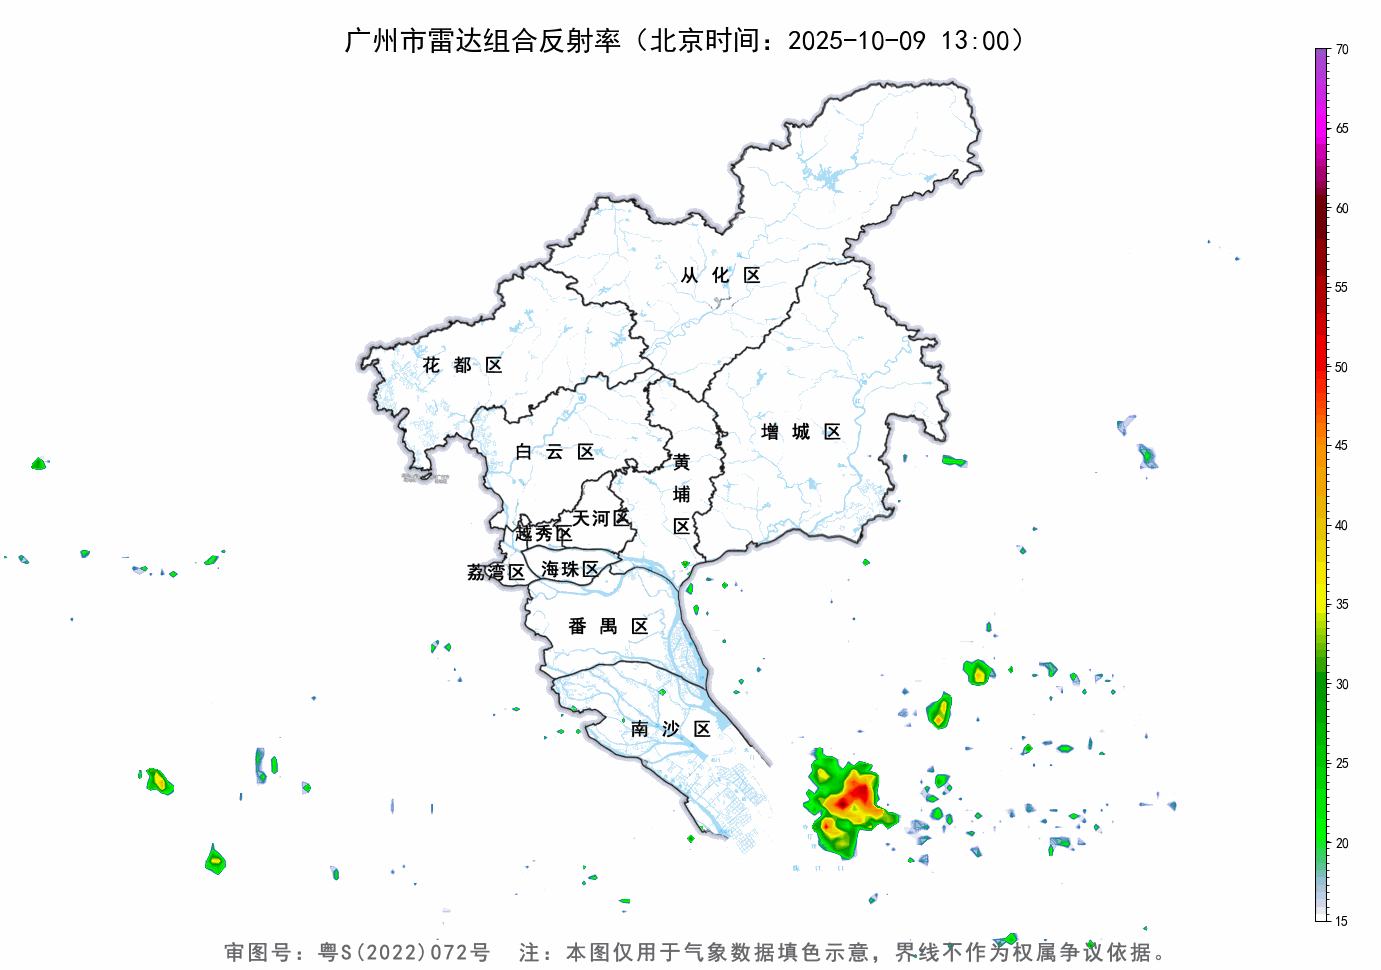 广州市雷达组合反射率（北京时间：2025-10-09 13:00）
70
65
60
55
50
45
40
35
30
25
20
15
从化区
花都区
增城区
白云区
黄埔区
天河区
越秀区
荔湾区
海珠区
番禺区
南沙区
审图号：粤S(2022)072号 注：本图仅用于气象数据填色示意，界线不作为权属争议依据。